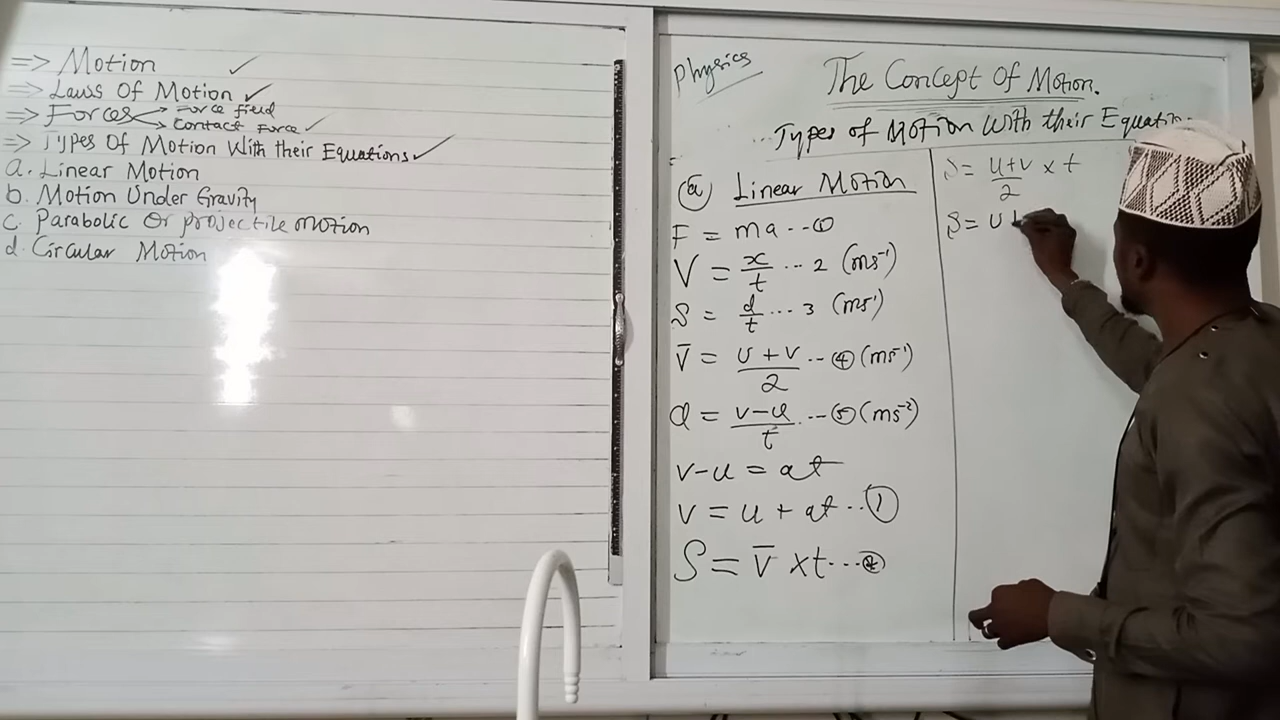 => Motion ✓
=> Laws Of Motion ✓
=> Forces → Force field
→ Contact Force ✓
=> Types Of Motion With their Equations ✓
a. Linear Motion
b. Motion Under Gravity
c. Parabolic Or projectile motion
d. Circular Motion
Physics
The Concept Of Motion.
Types of Motion With their Equatio
(a) Linear Motion
F = ma -- ①
V = x/t --- 2 (ms⁻¹)
S = d/t --- 3 (ms⁻¹)
V̄ = (u + v)/2 -- ④ (ms⁻¹)
a = (v-u)/t -- ⑤ (ms⁻²)
v-u = at
v = u + at -- ①
S = V̄ x t ---
S = (u+v)/2 x t
S = u